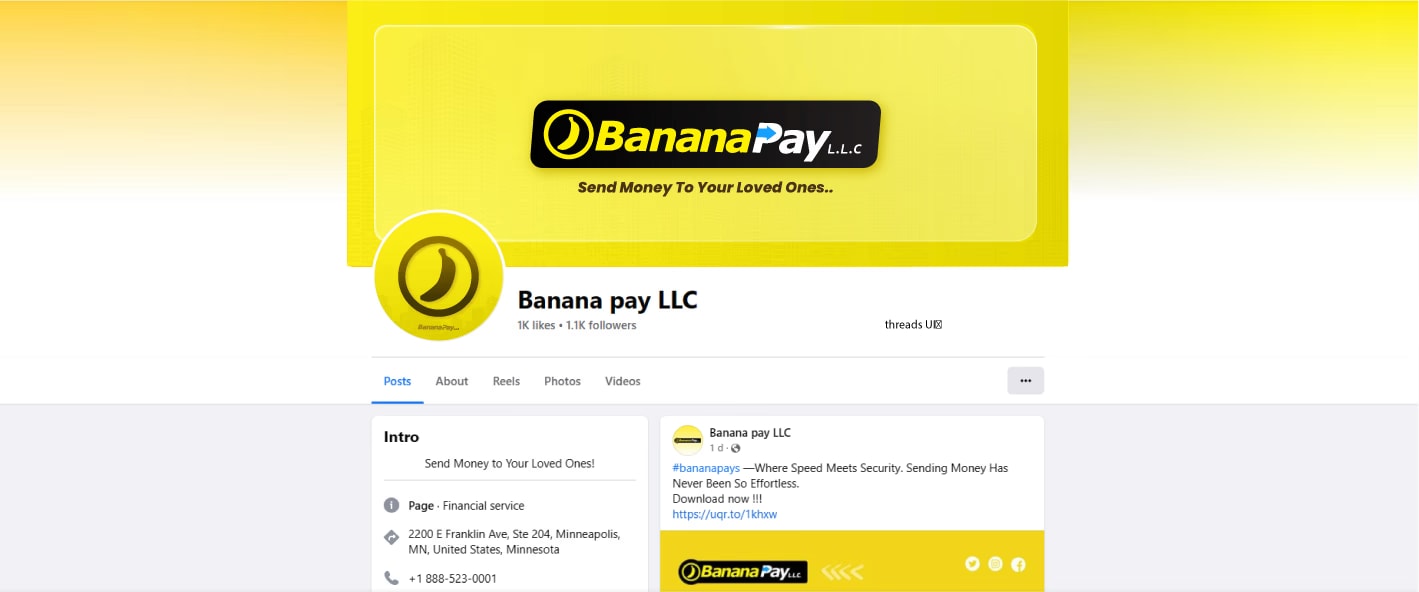 BananaPay L.L.C
Send Money To Your Loved Ones..
BananaPay
Banana pay LLC
1K likes • 1.1K followers
threads UI
Posts
About
Reels
Photos
Videos
Intro
Send Money to Your Loved Ones!
Page · Financial service
2200 E Franklin Ave, Ste 204, Minneapolis,
MN, United States, Minnesota
+1 888-523-0001
Banana pay LLC
1 d ·
#bananapays —Where Speed Meets Security. Sending Money Has
Never Been So Effortless.
Download now !!!
https://uqr.to/1khxw
BananaPay LLC